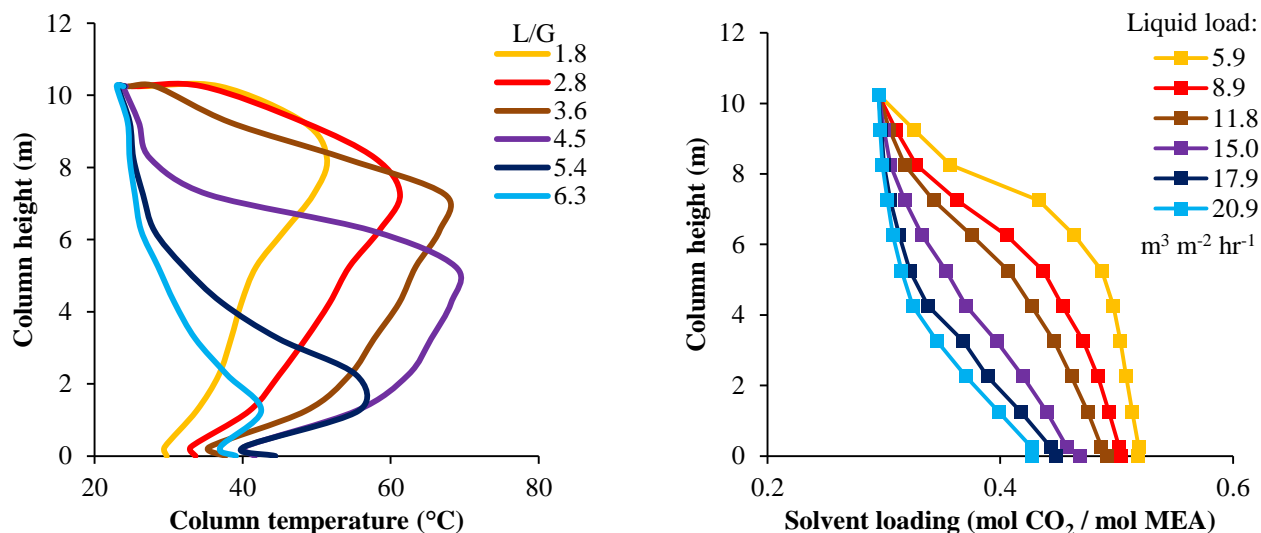 12
10
8
6
4
2
0
20 40 60 80
Column height (m)
Column temperature (°C)
L/G
1.8
2.8
3.6
4.5
5.4
6.3
12
10
8
6
4
2
0
0.2 0.4 0.6
Column height (m)
Solvent loading (mol CO₂ / mol MEA)
Liquid load:
5.9
8.9
11.8
15.0
17.9
20.9
m³ m⁻² hr⁻¹